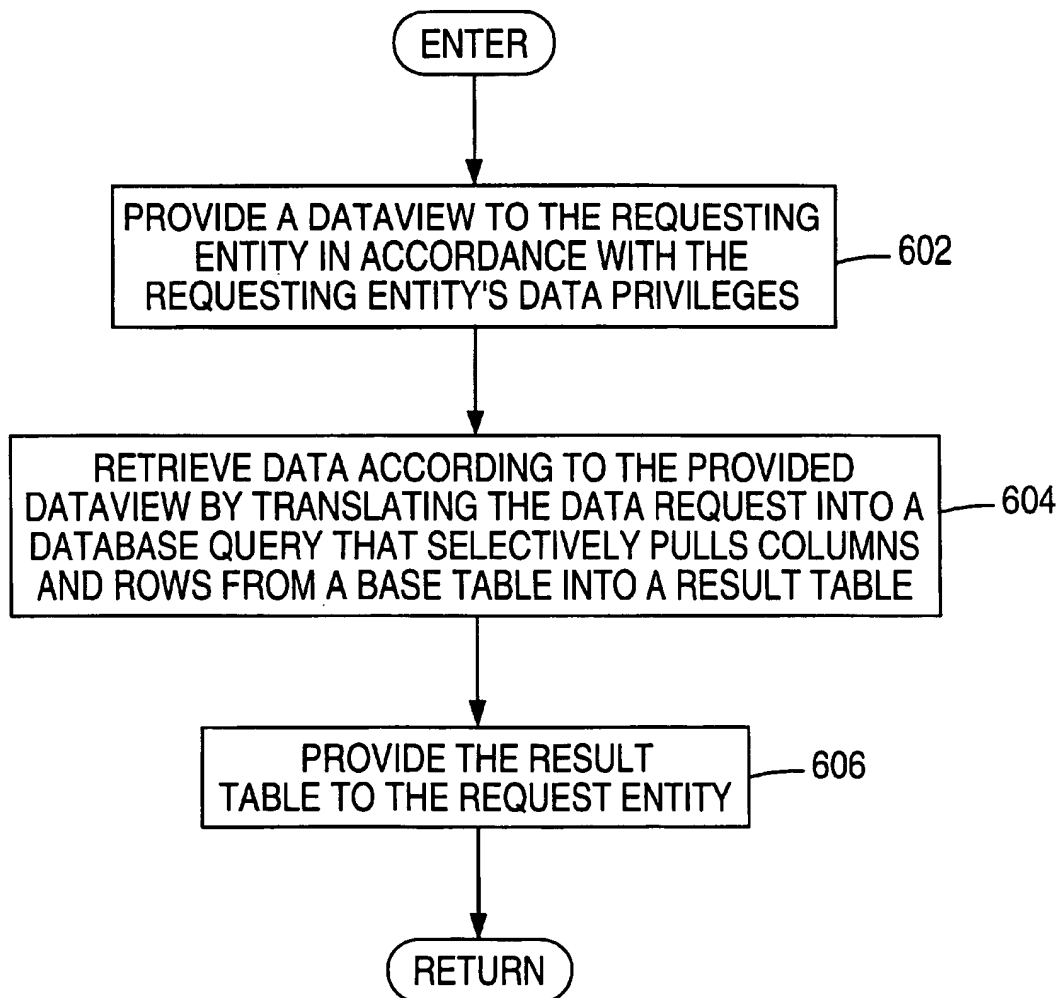 ENTER
PROVIDE A DATAVIEW TO THE REQUESTING
ENTITY IN ACCORDANCE WITH THE
REQUESTING ENTITY'S DATA PRIVILEGES
602
RETRIEVE DATA ACCORDING TO THE PROVIDED
DATAVIEW BY TRANSLATING THE DATA REQUEST INTO A
DATABASE QUERY THAT SELECTIVELY PULLS COLUMNS
AND ROWS FROM A BASE TABLE INTO A RESULT TABLE
604
PROVIDE THE RESULT
TABLE TO THE REQUEST ENTITY
606
RETURN